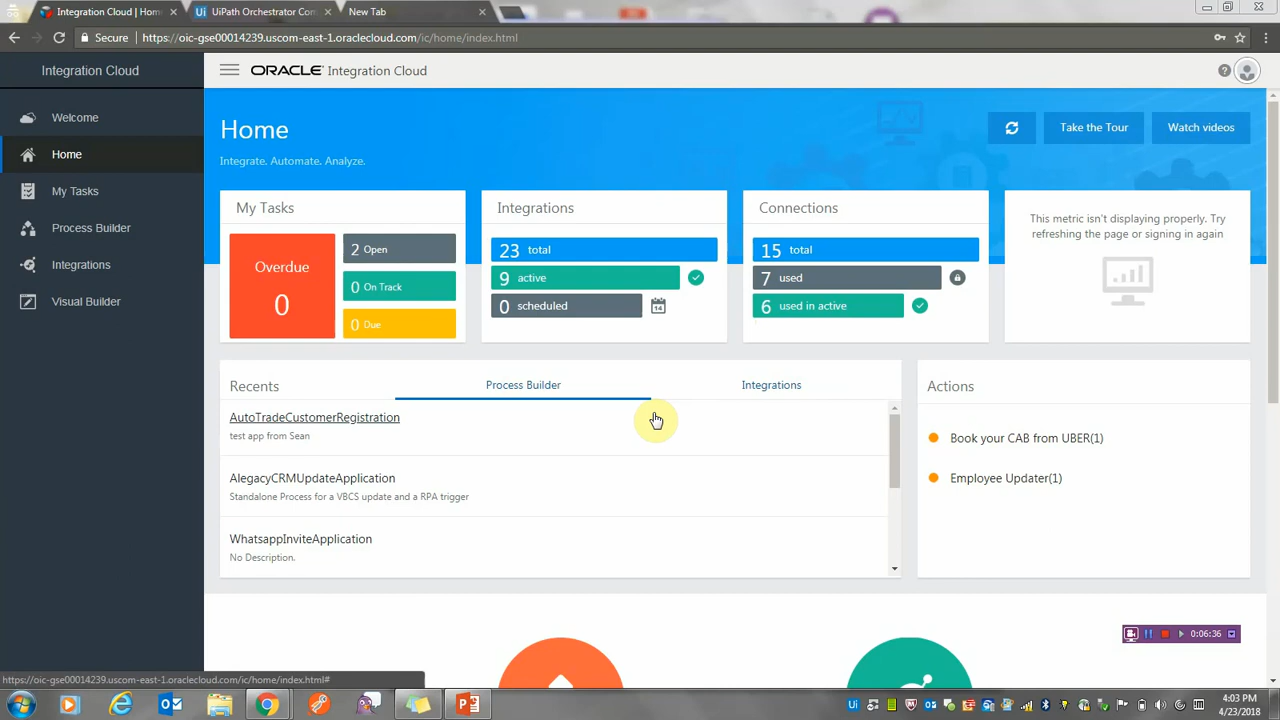 Integration Cloud | Hom
UiPath Orchestrator Con
New Tab
Secure
https://oic-gse00014239.uscom-east-1.oraclecloud.com/ic/home/index.html
Integration Cloud
ORACLE Integration Cloud
Welcome
Home
My Tasks
Process Builder
Integrations
Visual Builder
Home
Integrate. Automate. Analyze.
Take the Tour
Watch videos
My Tasks
Overdue
0
2 Open
0 On Track
0 Due
Integrations
23 total
9 active
0 scheduled
14
Connections
15 total
7 used
6 used in active
This metric isn't displaying properly. Try
refreshing the page or signing in again
Recents
Process Builder
Integrations
AutoTradeCustomerRegistration
test app from Sean
AlegacyCRMUpdateApplication
Standalone Process for a VBCS update and a RPA trigger
WhatsappInviteApplication
No Description.
Actions
Book your CAB from UBER(1)
Employee Updater(1)
0:06:36
https://oic-gse00014239.uscom-east-1.oraclecloud.com/ic/home/index.html#
4:03 PM
4/23/2018